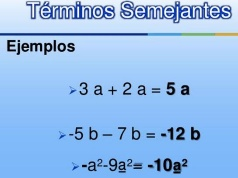 Términos Semejantes
Ejemplos
➢3 a + 2 a = 5 a
➢-5 b – 7 b = -12 b
➢-a²-9a²= -10a²